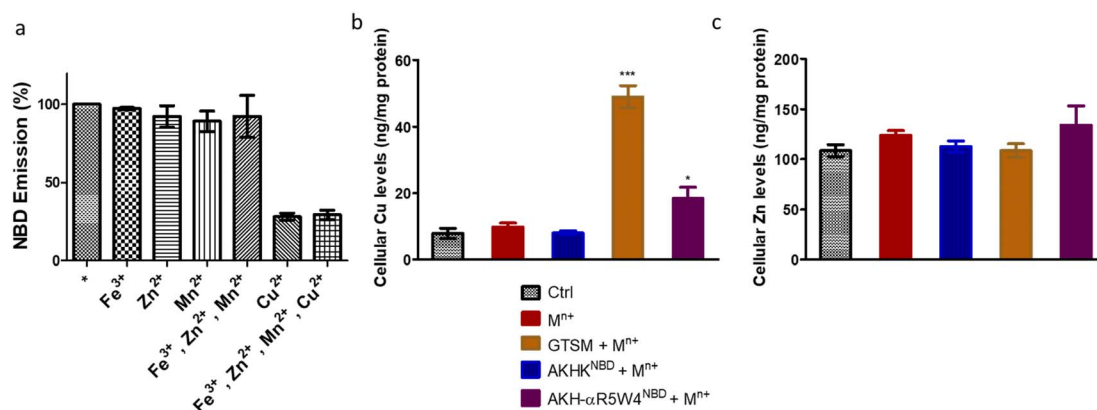 a
NBD Emission (%)
100
50
0
*
Fe³⁺
Zn²⁺
Mn²⁺
Fe³⁺, Zn²⁺, Mn²⁺
Cu²⁺
Fe³⁺, Zn²⁺, Mn²⁺, Cu²⁺
b
Cellular Cu levels (ng/mg protein)
60
40
20
0
***
*
c
Cellular Zn levels (ng/mg protein)
200
150
100
50
0
Ctrl
Mⁿ⁺
GTSM + Mⁿ⁺
AKHKᴺᴮᴰ + Mⁿ⁺
AKH-αR5W4ᴺᴮᴰ + Mⁿ⁺